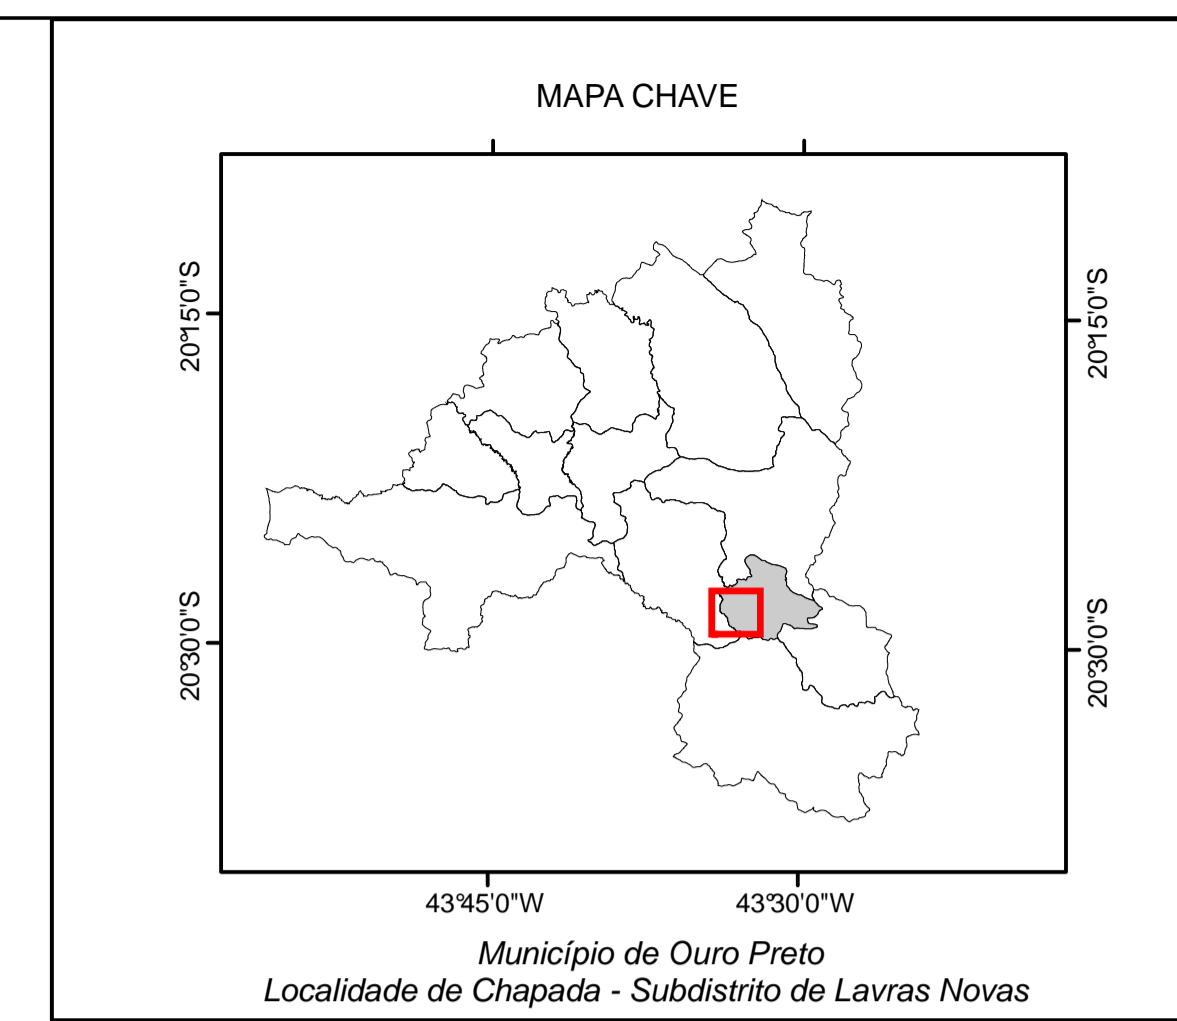 MAPA CHAVE
20°15'0"S
20°15'0"S
20°30'0"S
20°30'0"S
43°45'0"W
43°30'0"W
Município de Ouro Preto
Localidade de Chapada - Subdistrito de Lavras Novas